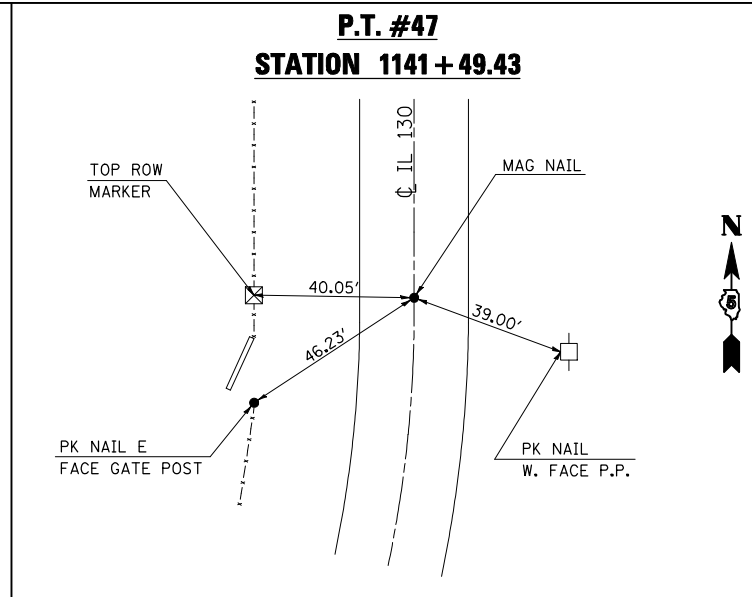 P.T. #47
STATION 1141+49.43
TOP ROW
MARKER
℄ IL 130
MAG NAIL
N
40.05'
39.00'
5
46.23'
PK NAIL E
FACE GATE POST
PK NAIL
W. FACE P.P.